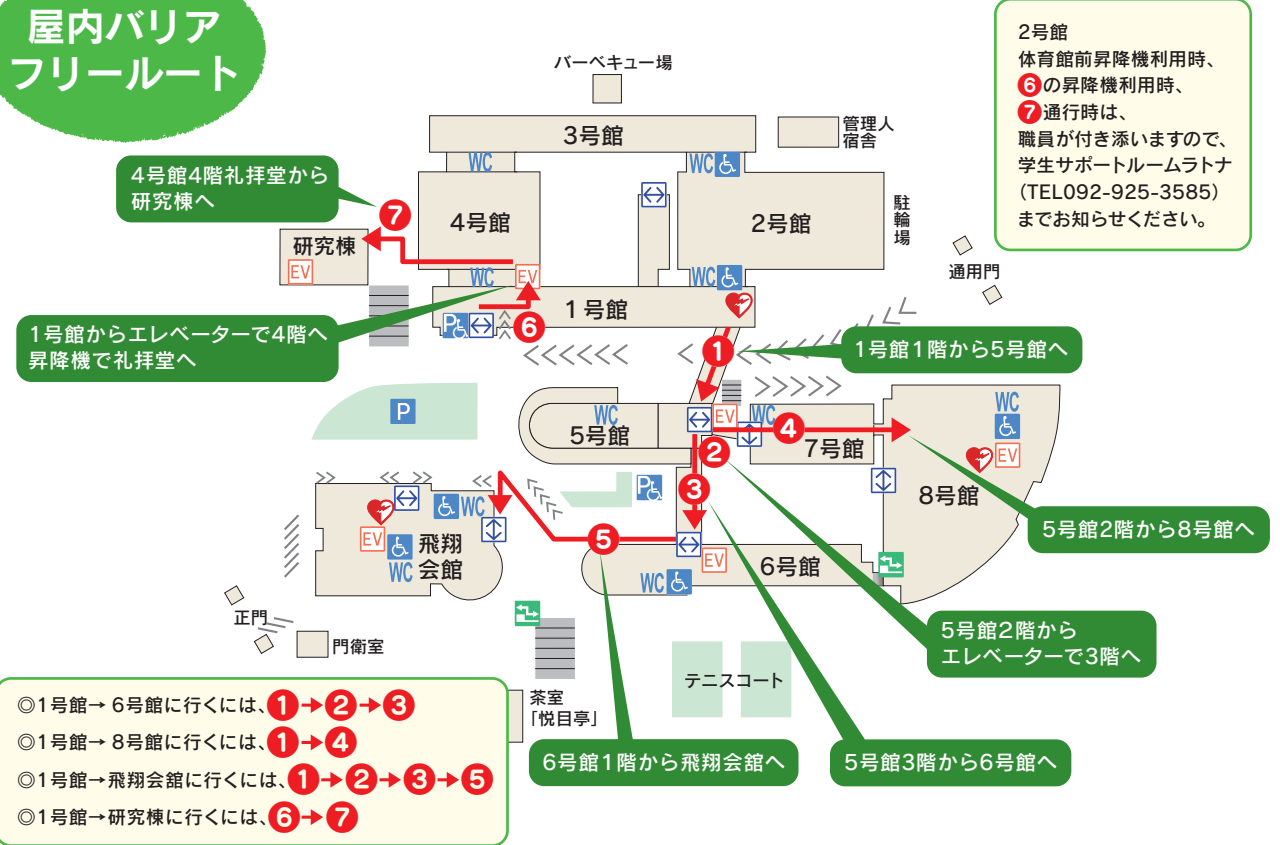 屋内バリア
フリールート
2号館
体育館前昇降機利用時、
6の昇降機利用時、
7通行時は、
職員が付き添いますので、
学生サポートルームラトナ
(TEL092-925-3585)
までお知らせください。
バーベキュー場
3号館
管理人
宿舎
WC
WC
4号館4階礼拝堂から
研究棟へ
7
4号館
2号館
駐輪場
研究棟
EV
通用門
WC
EV
WC
1号館
1号館からエレベーターで4階へ
昇降機で礼拝堂へ
P
6
1
1号館1階から5号館へ
P
WC
5号館
EV
WC
4
7号館
2
WC
EV
8号館
P
3
5号館2階から8号館へ
WC
EV
飛翔
会館
WC
5
EV
6号館
WC
正門
門衛室
5号館2階から
エレベーターで3階へ
テニスコート
茶室
「悦目亭」
6号館1階から飛翔会舘へ
5号館3階から6号館へ
◎1号館→6号館に行くには、1→2→3
◎1号館→8号館に行くには、1→4
◎1号館→飛翔会舘に行くには、1→2→3→5
◎1号館→研究棟に行くには、6→7